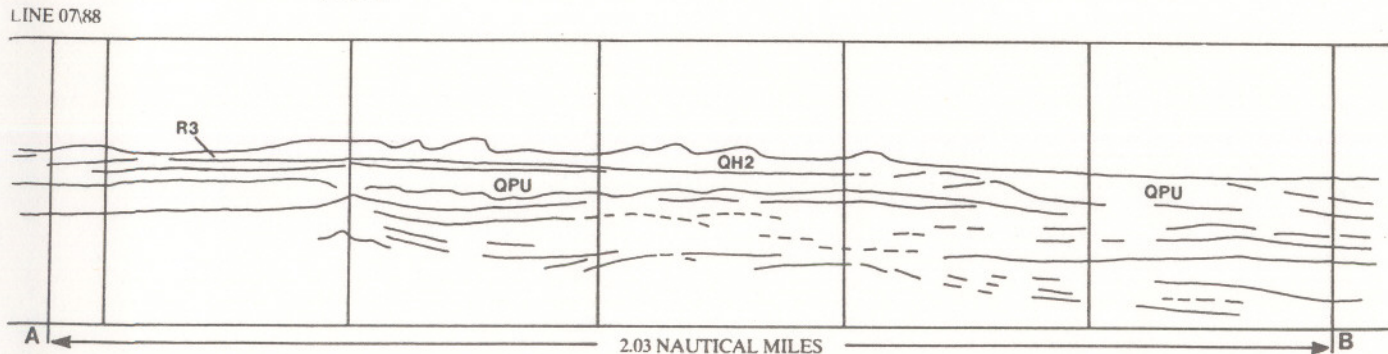 LINE 07\88
R3
QH2
QPU
QPU
A
2.03 NAUTICAL MILES
B